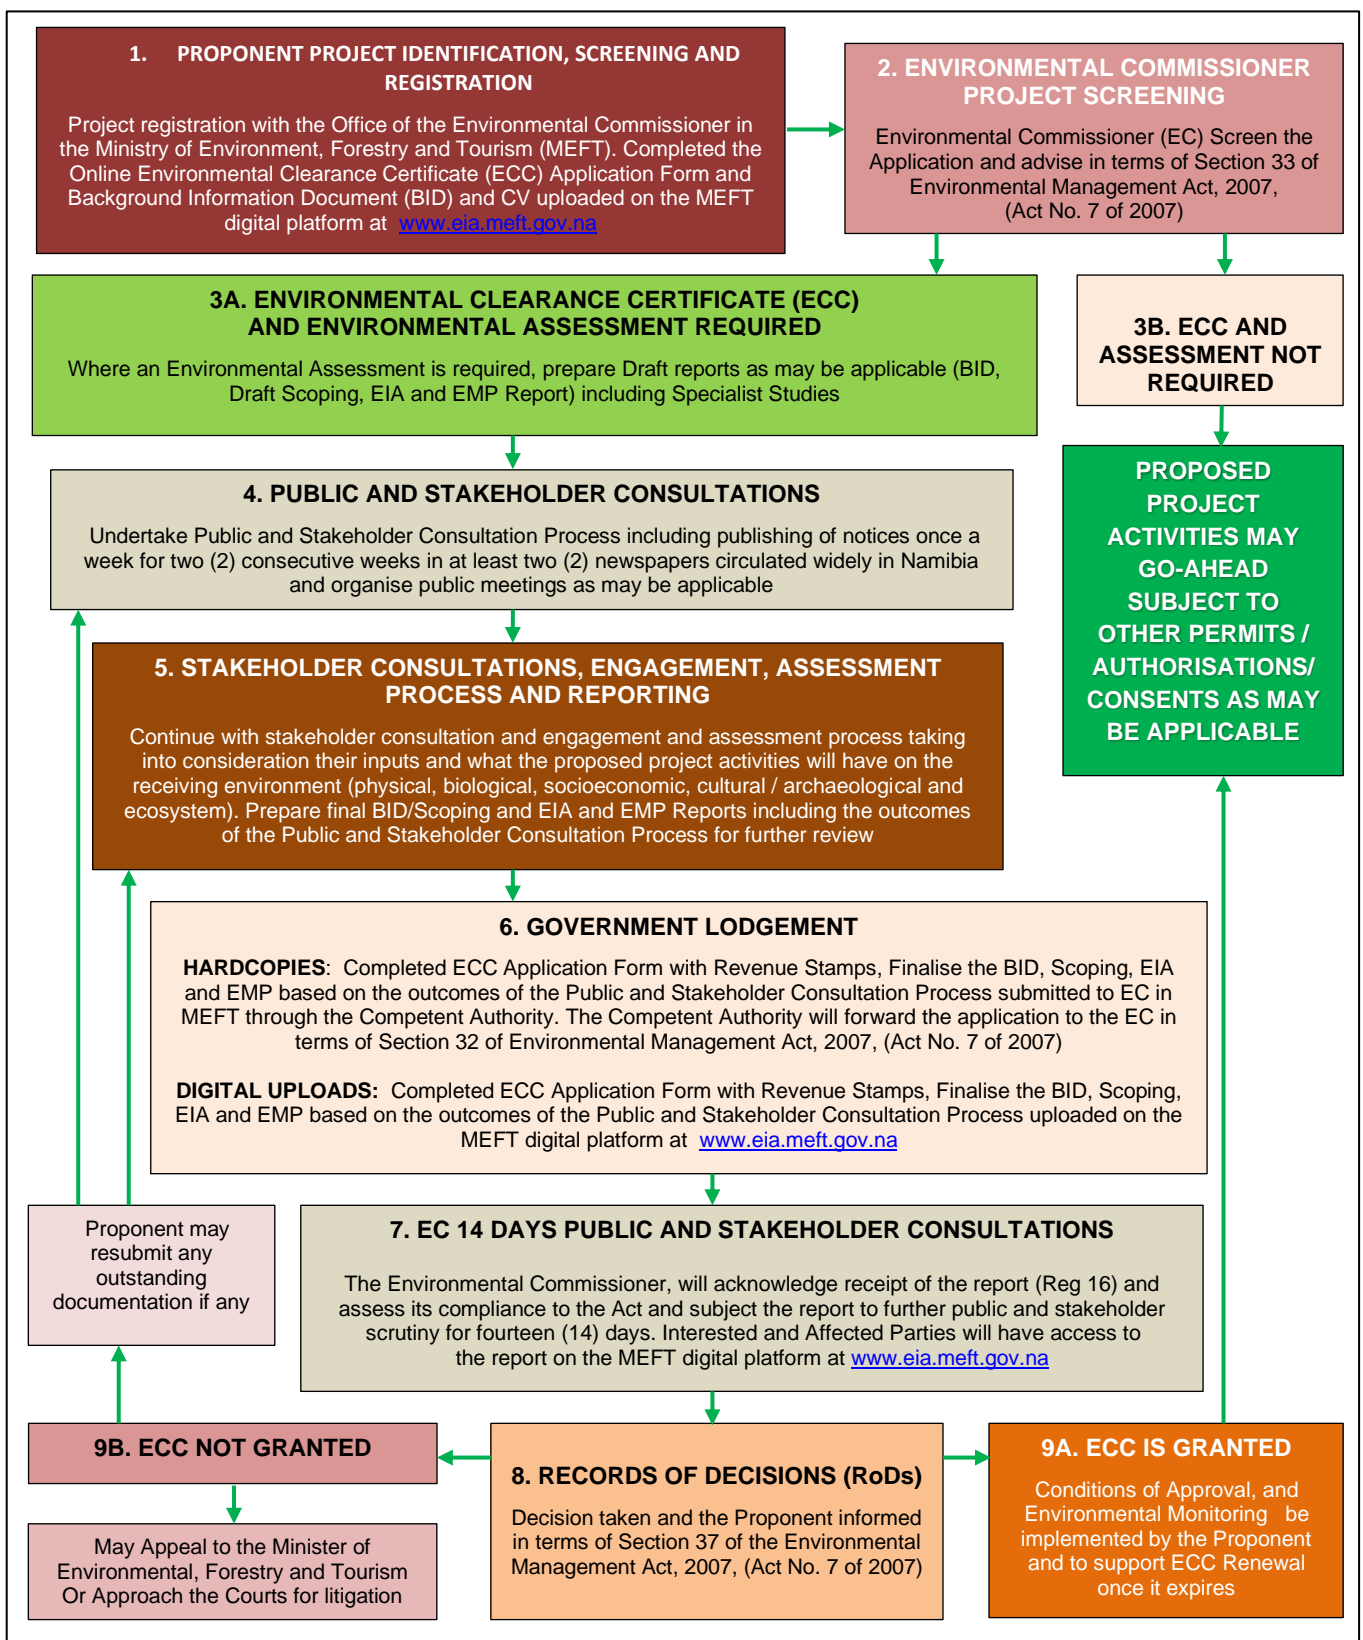 1. PROPONENT PROJECT IDENTIFICATION, SCREENING AND
REGISTRATION
Project registration with the Office of the Environmental Commissioner in
the Ministry of Environment, Forestry and Tourism (MEFT). Completed the
Online Environmental Clearance Certificate (ECC) Application Form and
Background Information Document (BID) and CV uploaded on the MEFT
digital platform at www.eia.meft.gov.na
2. ENVIRONMENTAL COMMISSIONER
PROJECT SCREENING
Environmental Commissioner (EC) Screen the
Application and advise in terms of Section 33 of
Environmental Management Act, 2007,
(Act No. 7 of 2007)
3A. ENVIRONMENTAL CLEARANCE CERTIFICATE (ECC)
AND ENVIRONMENTAL ASSESSMENT REQUIRED
Where an Environmental Assessment is required, prepare Draft reports as may be applicable (BID,
Draft Scoping, EIA and EMP Report) including Specialist Studies
3B. ECC AND
ASSESSMENT NOT
REQUIRED
4. PUBLIC AND STAKEHOLDER CONSULTATIONS
Undertake Public and Stakeholder Consultation Process including publishing of notices once a
week for two (2) consecutive weeks in at least two (2) newspapers circulated widely in Namibia
and organise public meetings as may be applicable
PROPOSED
PROJECT
ACTIVITIES MAY
GO-AHEAD
SUBJECT TO
OTHER PERMITS /
AUTHORISATIONS/
CONSENTS AS MAY
BE APPLICABLE
5. STAKEHOLDER CONSULTATIONS, ENGAGEMENT, ASSESSMENT
PROCESS AND REPORTING
Continue with stakeholder consultation and engagement and assessment process taking
into consideration their inputs and what the proposed project activities will have on the
receiving environment (physical, biological, socioeconomic, cultural / archaeological and
ecosystem). Prepare final BID/Scoping and EIA and EMP Reports including the outcomes
of the Public and Stakeholder Consultation Process for further review
6. GOVERNMENT LODGEMENT
HARDCOPIES: Completed ECC Application Form with Revenue Stamps, Finalise the BID, Scoping, EIA
and EMP based on the outcomes of the Public and Stakeholder Consultation Process submitted to EC in
MEFT through the Competent Authority. The Competent Authority will forward the application to the EC in
terms of Section 32 of Environmental Management Act, 2007, (Act No. 7 of 2007)
DIGITAL UPLOADS: Completed ECC Application Form with Revenue Stamps, Finalise the BID, Scoping,
EIA and EMP based on the outcomes of the Public and Stakeholder Consultation Process uploaded on the
MEFT digital platform at www.eia.meft.gov.na
Proponent may
resubmit any
outstanding
documentation if any
7. EC 14 DAYS PUBLIC AND STAKEHOLDER CONSULTATIONS
The Environmental Commissioner, will acknowledge receipt of the report (Reg 16) and
assess its compliance to the Act and subject the report to further public and stakeholder
scrutiny for fourteen (14) days. Interested and Affected Parties will have access to
the report on the MEFT digital platform at www.eia.meft.gov.na
9B. ECC NOT GRANTED
May Appeal to the Minister of
Environmental, Forestry and Tourism
Or Approach the Courts for litigation
8. RECORDS OF DECISIONS (RoDs)
Decision taken and the Proponent informed
in terms of Section 37 of the Environmental
Management Act, 2007, (Act No. 7 of 2007)
9A. ECC IS GRANTED
Conditions of Approval, and
Environmental Monitoring be
implemented by the Proponent
and to support ECC Renewal
once it expires